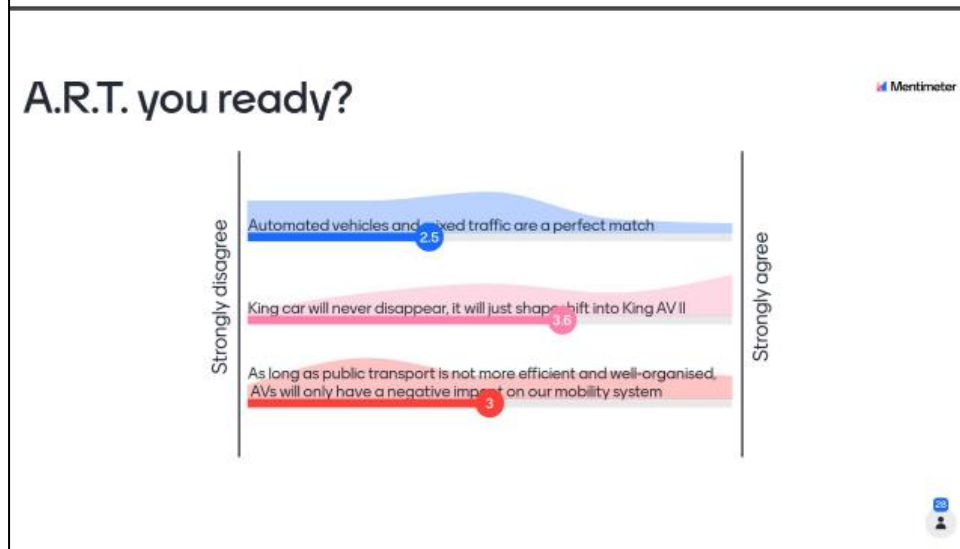 A.R.T. you ready?
Mentimeter
Strongly disagree
Automated vehicles and mixed traffic are a perfect match
2.5
King car will never disappear, it will just shapeshift into King AV II
3.6
As long as public transport is not more efficient and well-organised,
AVs will only have a negative impact on our mobility system
3
Strongly agree
28